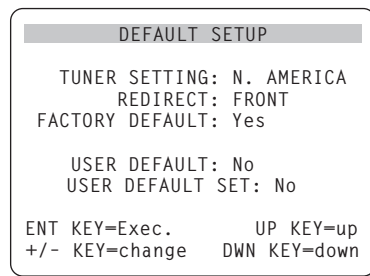 DEFAULT SETUP
TUNER SETTING: N. AMERICA
REDIRECT: FRONT
FACTORY DEFAULT: Yes
USER DEFAULT: No
USER DEFAULT SET: No
ENT KEY=Exec. UP KEY=up
+/- KEY=change DWN KEY=down